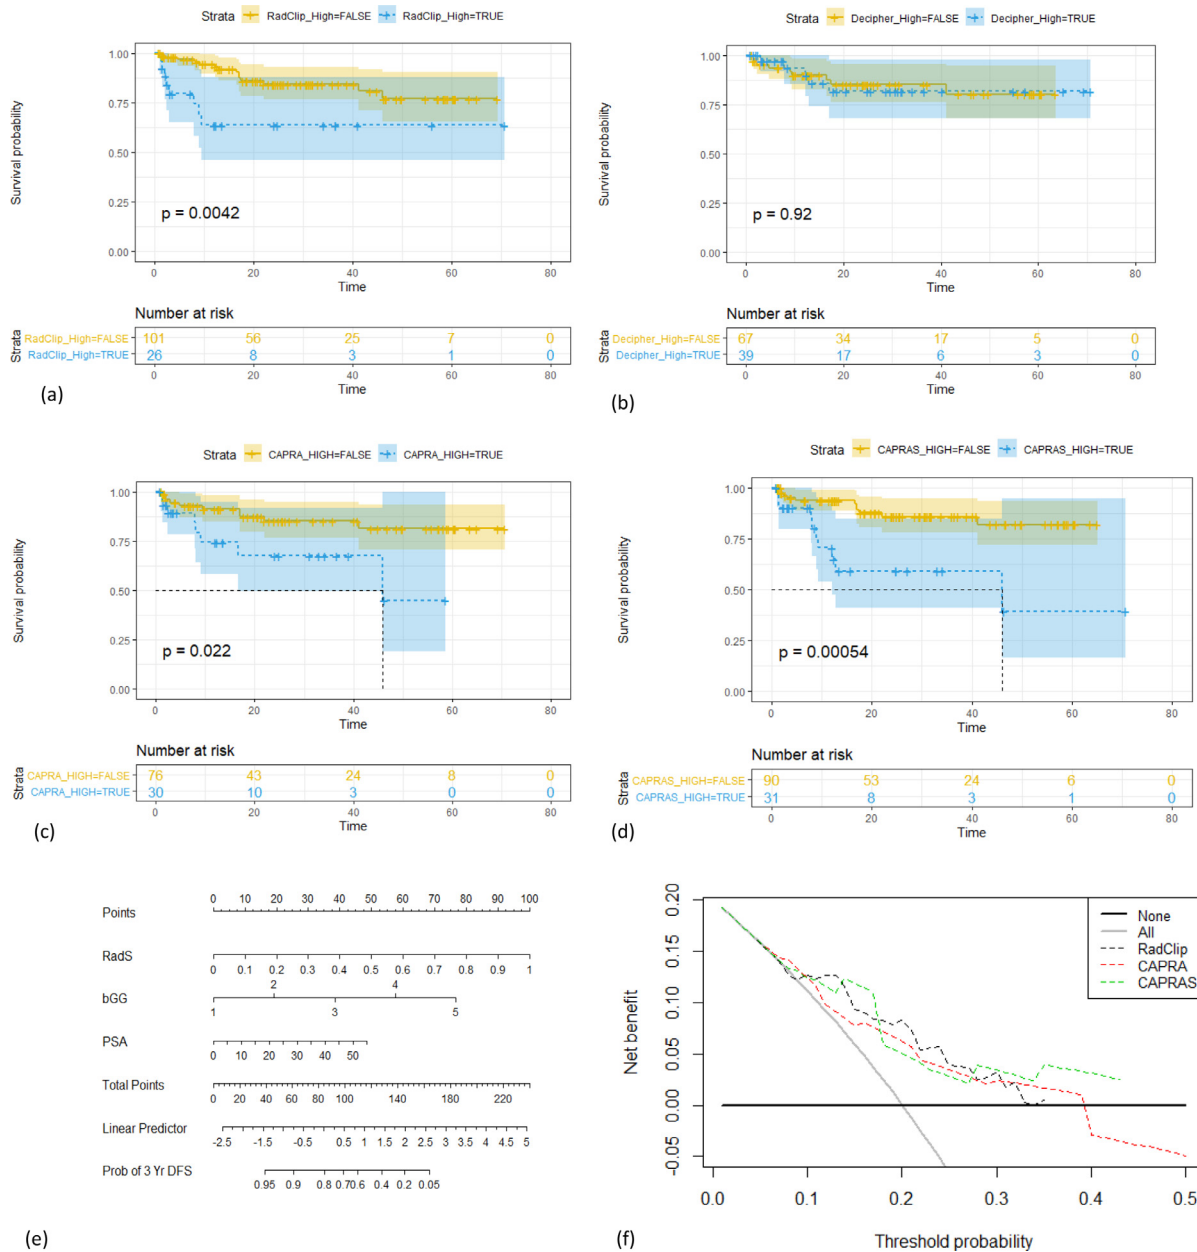 Strata RadClip_High=FALSE RadClip_High=TRUE
1.00
0.75
0.50
0.25
0.00
Survival probability
p = 0.0042
0 20 40 60 80
Time
Number at risk
Strata
RadClip_High=FALSE 101 56 25 7 0
RadClip_High=TRUE 26 8 3 1 0
0 20 40 60 80
Time
(a)
Strata Decipher_High=FALSE Decipher_High=TRUE
1.00
0.75
0.50
0.25
0.00
Survival probability
p = 0.92
0 20 40 60 80
Time
Number at risk
Strata
Decipher_High=FALSE 67 34 17 5 0
Decipher_High=TRUE 39 17 6 3 0
0 20 40 60 80
Time
(b)
Strata CAPRA_HIGH=FALSE CAPRA_HIGH=TRUE
1.00
0.75
0.50
0.25
0.00
Survival probability
p = 0.022
0 20 40 60 80
Time
Number at risk
Strata
CAPRA_HIGH=FALSE 76 43 24 8 0
CAPRA_HIGH=TRUE 30 10 3 0 0
0 20 40 60 80
Time
(c)
Strata CAPRAS_HIGH=FALSE CAPRAS_HIGH=TRUE
1.00
0.75
0.50
0.25
0.00
Survival probability
p = 0.00054
0 20 40 60 80
Time
Number at risk
Strata
CAPRAS_HIGH=FALSE 90 53 24 6 0
CAPRAS_HIGH=TRUE 31 8 3 1 0
0 20 40 60 80
Time
(d)
0 10 20 30 40 50 60 70 80 90 100
Points
RadS
0 0.1 0.2 0.3 0.4 0.5 0.6 0.7 0.8 0.9 1
2 4
bGG
1 3 5
PSA
0 5 10 20 30 40 50
Total Points
0 20 40 60 80 100 140 180 220
Linear Predictor
-2.5 -1.5 -0.5 0.5 1 1.5 2 2.5 3 3.5 4 4.5 5
Prob of 3 Yr DFS
0.95 0.9 0.8 0.70.6 0.4 0.2 0.05
(e)
0.20
0.15
0.10
0.05
0.00
-0.05
Net benefit
None
All
RadClip
CAPRA
CAPRAS
0.0 0.1 0.2 0.3 0.4 0.5
Threshold probability
(f)